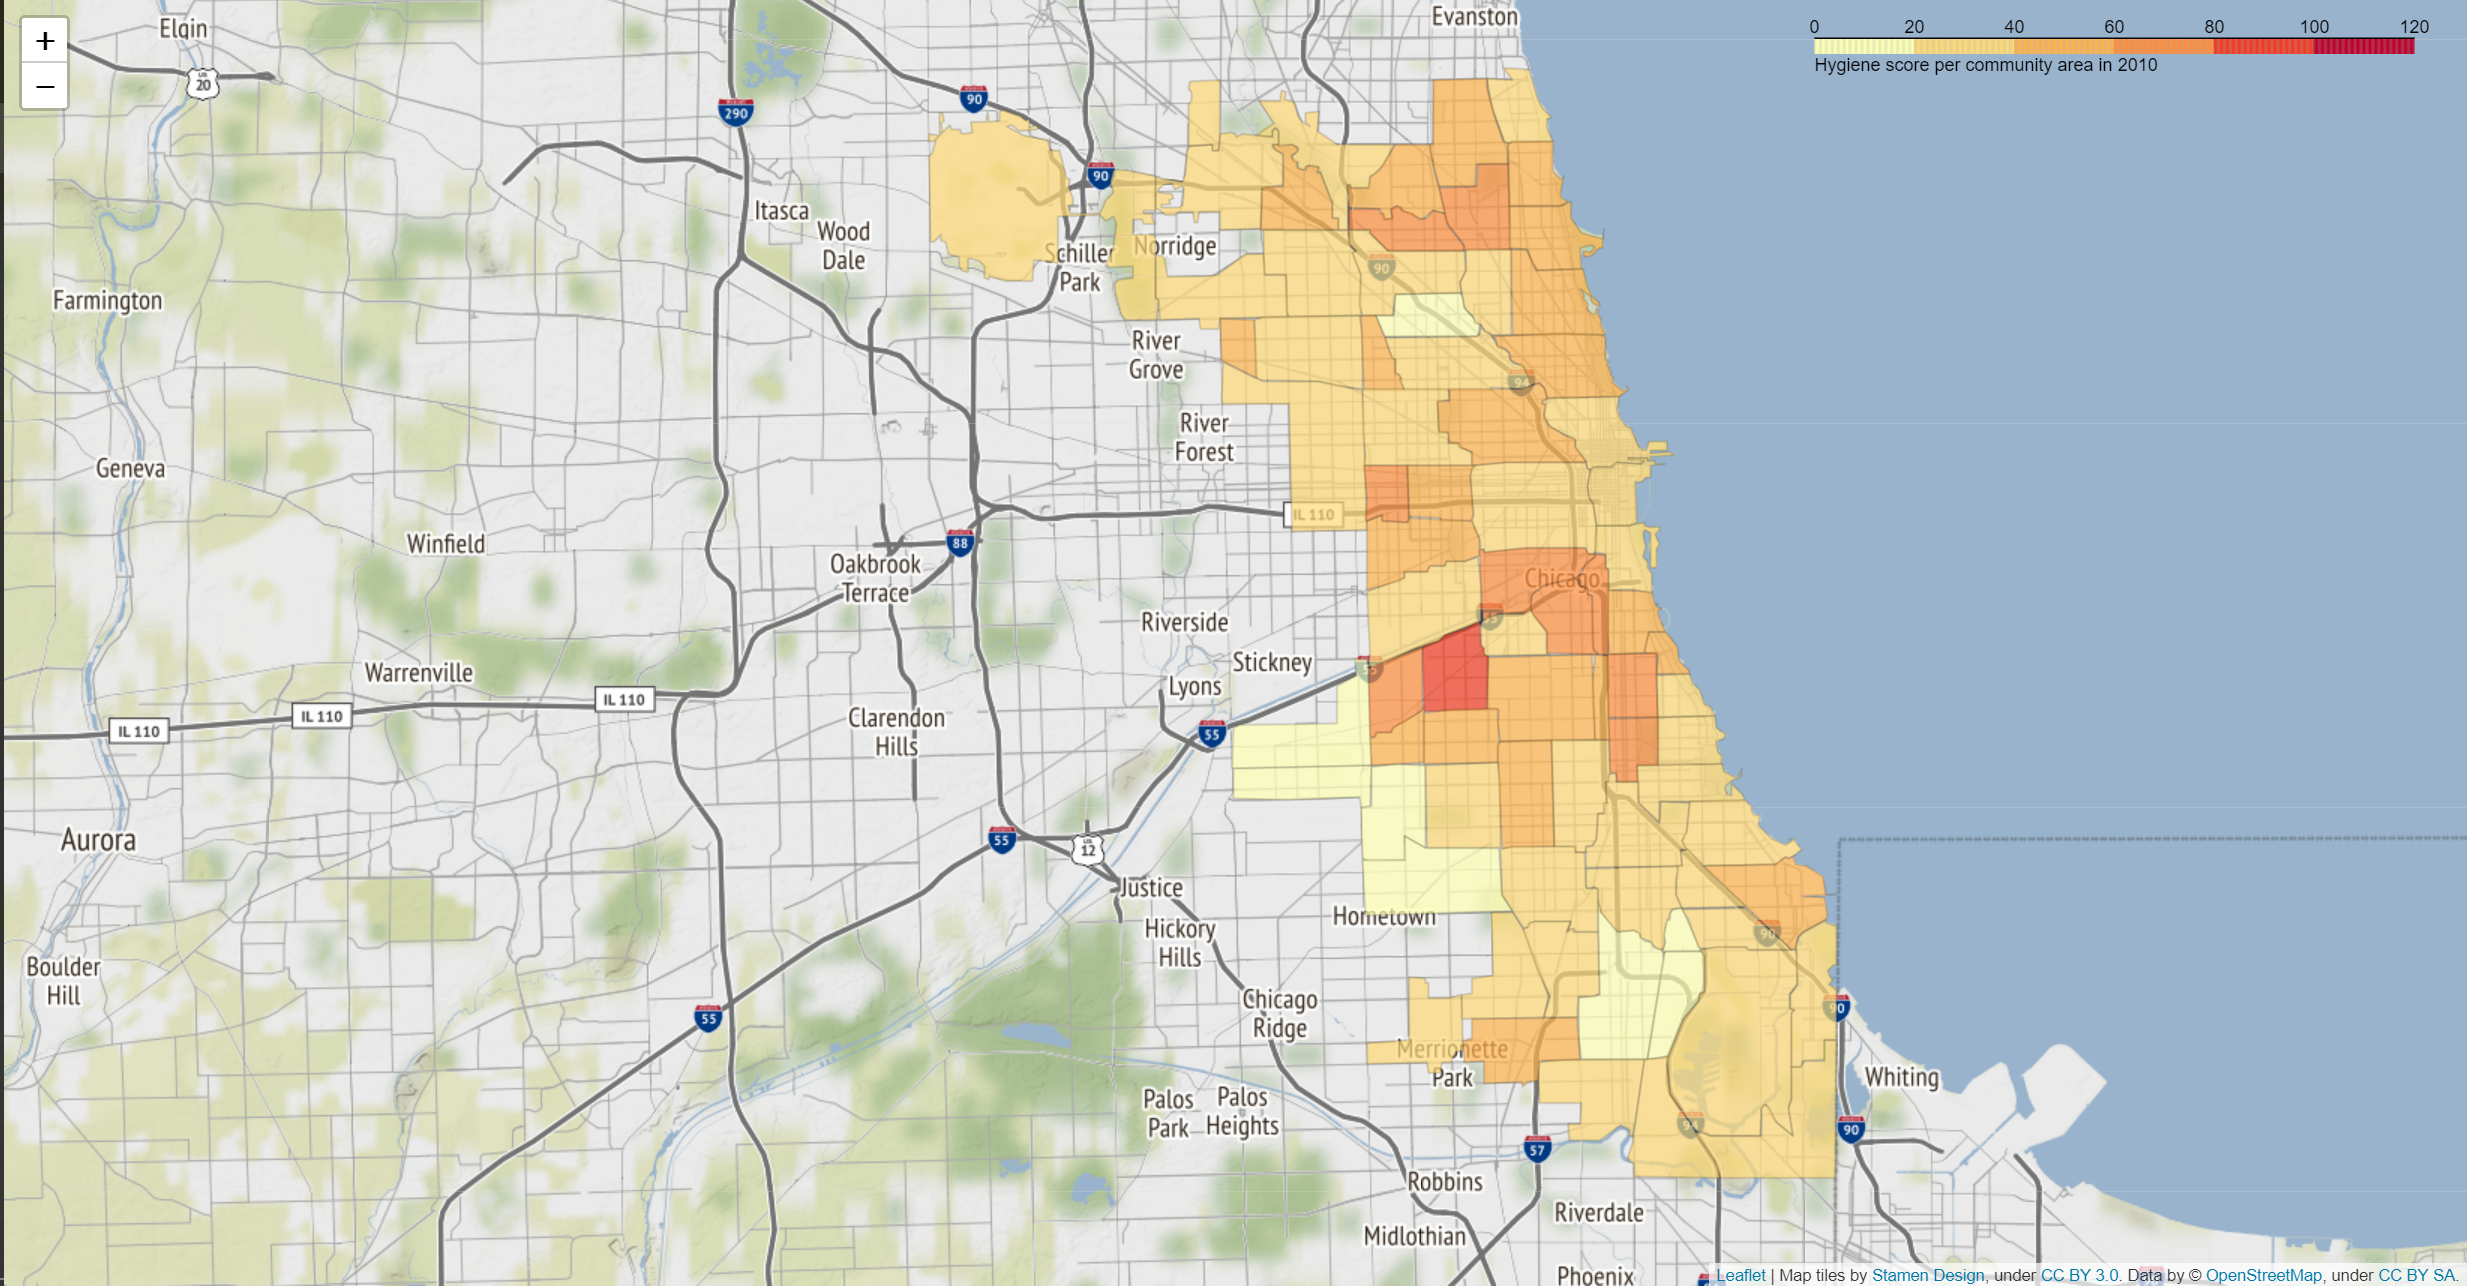 +
−
0 20 40 60 80 100 120
Hygiene score per community area in 2010
Elgin
Evanston
US 20
290
90
90
Itasca
Wood Dale
Schiller Park
Norridge
90
Farmington
River Grove
94
River Forest
Geneva
IL 110
Winfield
88
Oakbrook Terrace
Chicago
55
Riverside
Stickney
55
Warrenville
Lyons
IL 110
IL 110
IL 110
Clarendon Hills
55
Aurora
55
US 12
Justice
Hometown
Hickory Hills
90
Boulder Hill
Chicago Ridge
90
55
Merrionette Park
Whiting
Palos Park
Palos Heights
94
90
57
Robbins
Riverdale
Midlothian
Phoenix
Leaflet | Map tiles by Stamen Design, under CC BY 3.0. Data by © OpenStreetMap, under CC BY SA.